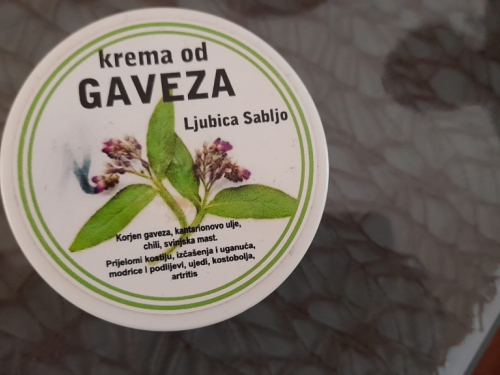 krema od
GAVEZA
Ljubica Sabljo
Korjen gaveza, kantarionovo ulje,
chili, svinjska mast.
Prijelomi kostiju, izčašenja i uganuća,
modrice i podlijevi, ujedi, kostobolja,
artritis